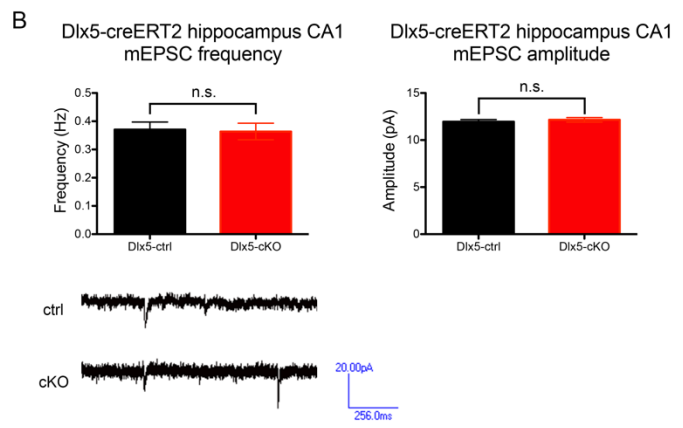 B
Dlx5-creERT2 hippocampus CA1
mEPSC frequency
n.s.
Frequency (Hz)
0.5
0.4
0.3
0.2
0.1
0.0
Dlx5-ctrl
Dlx5-cKO
Dlx5-creERT2 hippocampus CA1
mEPSC amplitude
n.s.
Amplitude (pA)
15
10
5
0
Dlx5-ctrl
Dlx5-cKO
ctrl
cKO
20.00pA
256.0ms